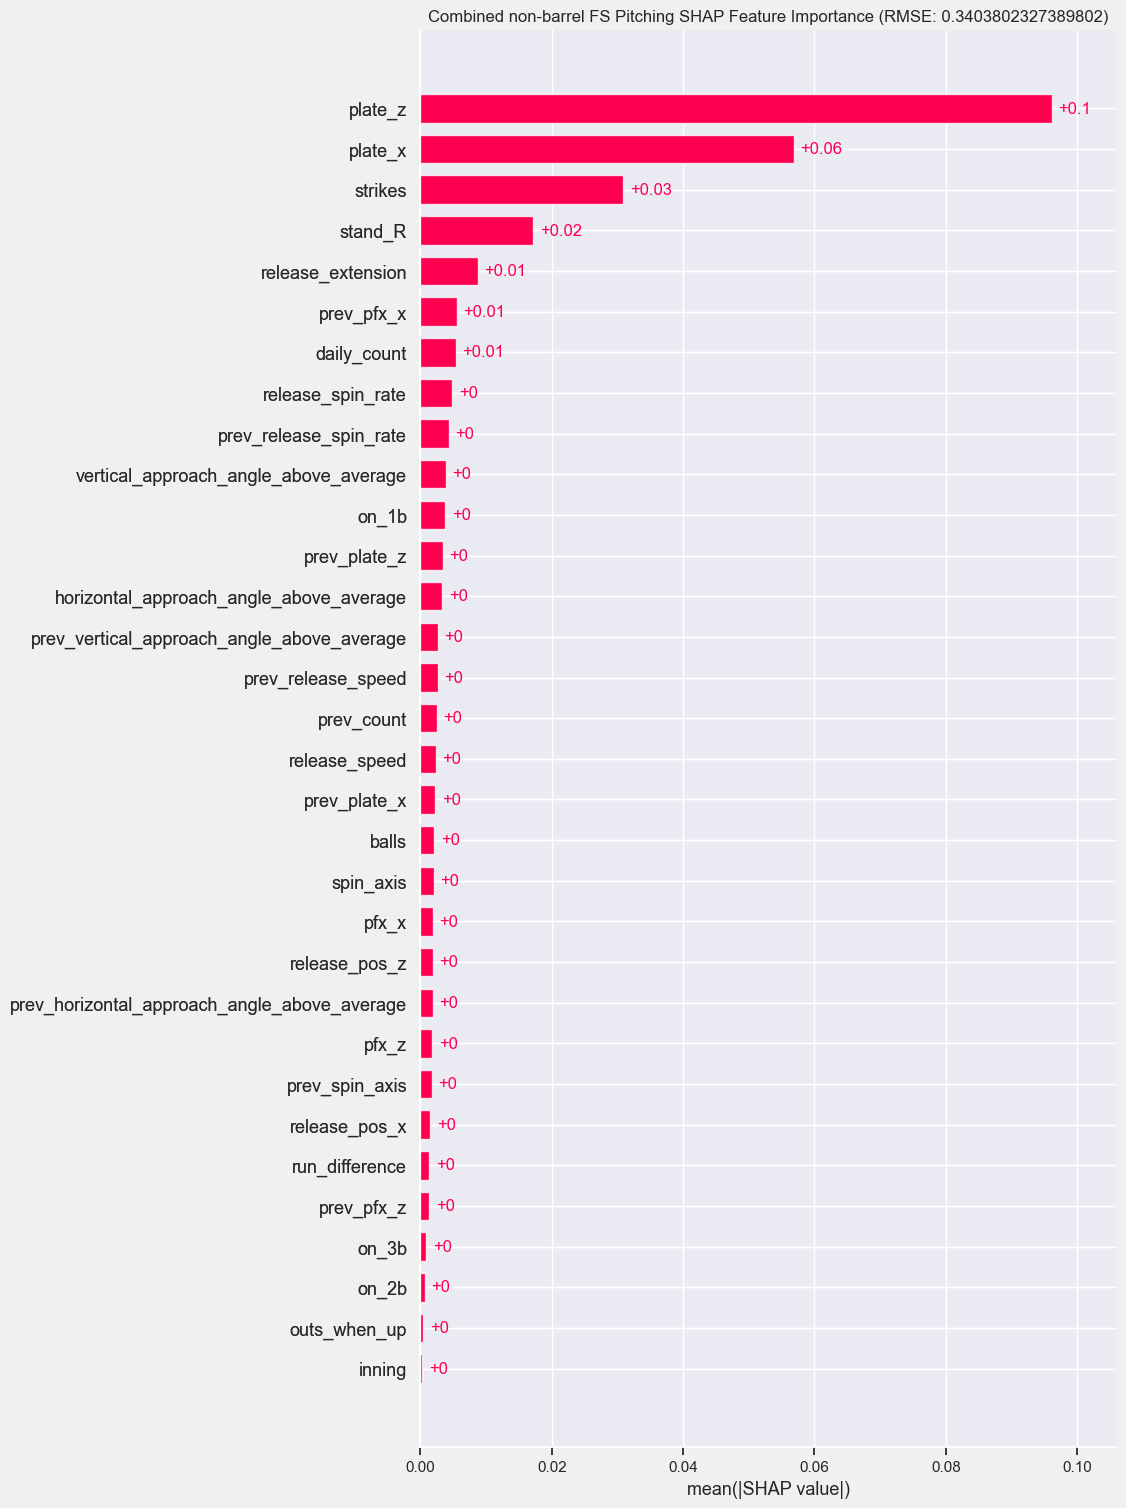 Combined non-barrel FS Pitching SHAP Feature Importance (RMSE: 0.3403802327389802)
plate_z +0.1
plate_x +0.06
strikes +0.03
stand_R +0.02
release_extension +0.01
prev_pfx_x +0.01
daily_count +0.01
release_spin_rate +0
prev_release_spin_rate +0
vertical_approach_angle_above_average +0
on_1b +0
prev_plate_z +0
horizontal_approach_angle_above_average +0
prev_vertical_approach_angle_above_average +0
prev_release_speed +0
prev_count +0
release_speed +0
prev_plate_x +0
balls +0
spin_axis +0
pfx_x +0
release_pos_z +0
prev_horizontal_approach_angle_above_average +0
pfx_z +0
prev_spin_axis +0
release_pos_x +0
run_difference +0
prev_pfx_z +0
on_3b +0
on_2b +0
outs_when_up +0
inning +0
0.00 0.02 0.04 0.06 0.08 0.10
mean(|SHAP value|)